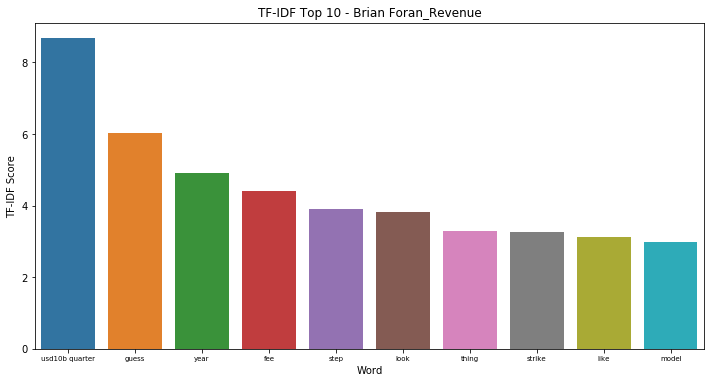 TF-IDF Top 10 - Brian Foran_Revenue
TF-IDF Score
8
6
4
2
0
usd10b quarter guess year fee step look thing strike like model
Word